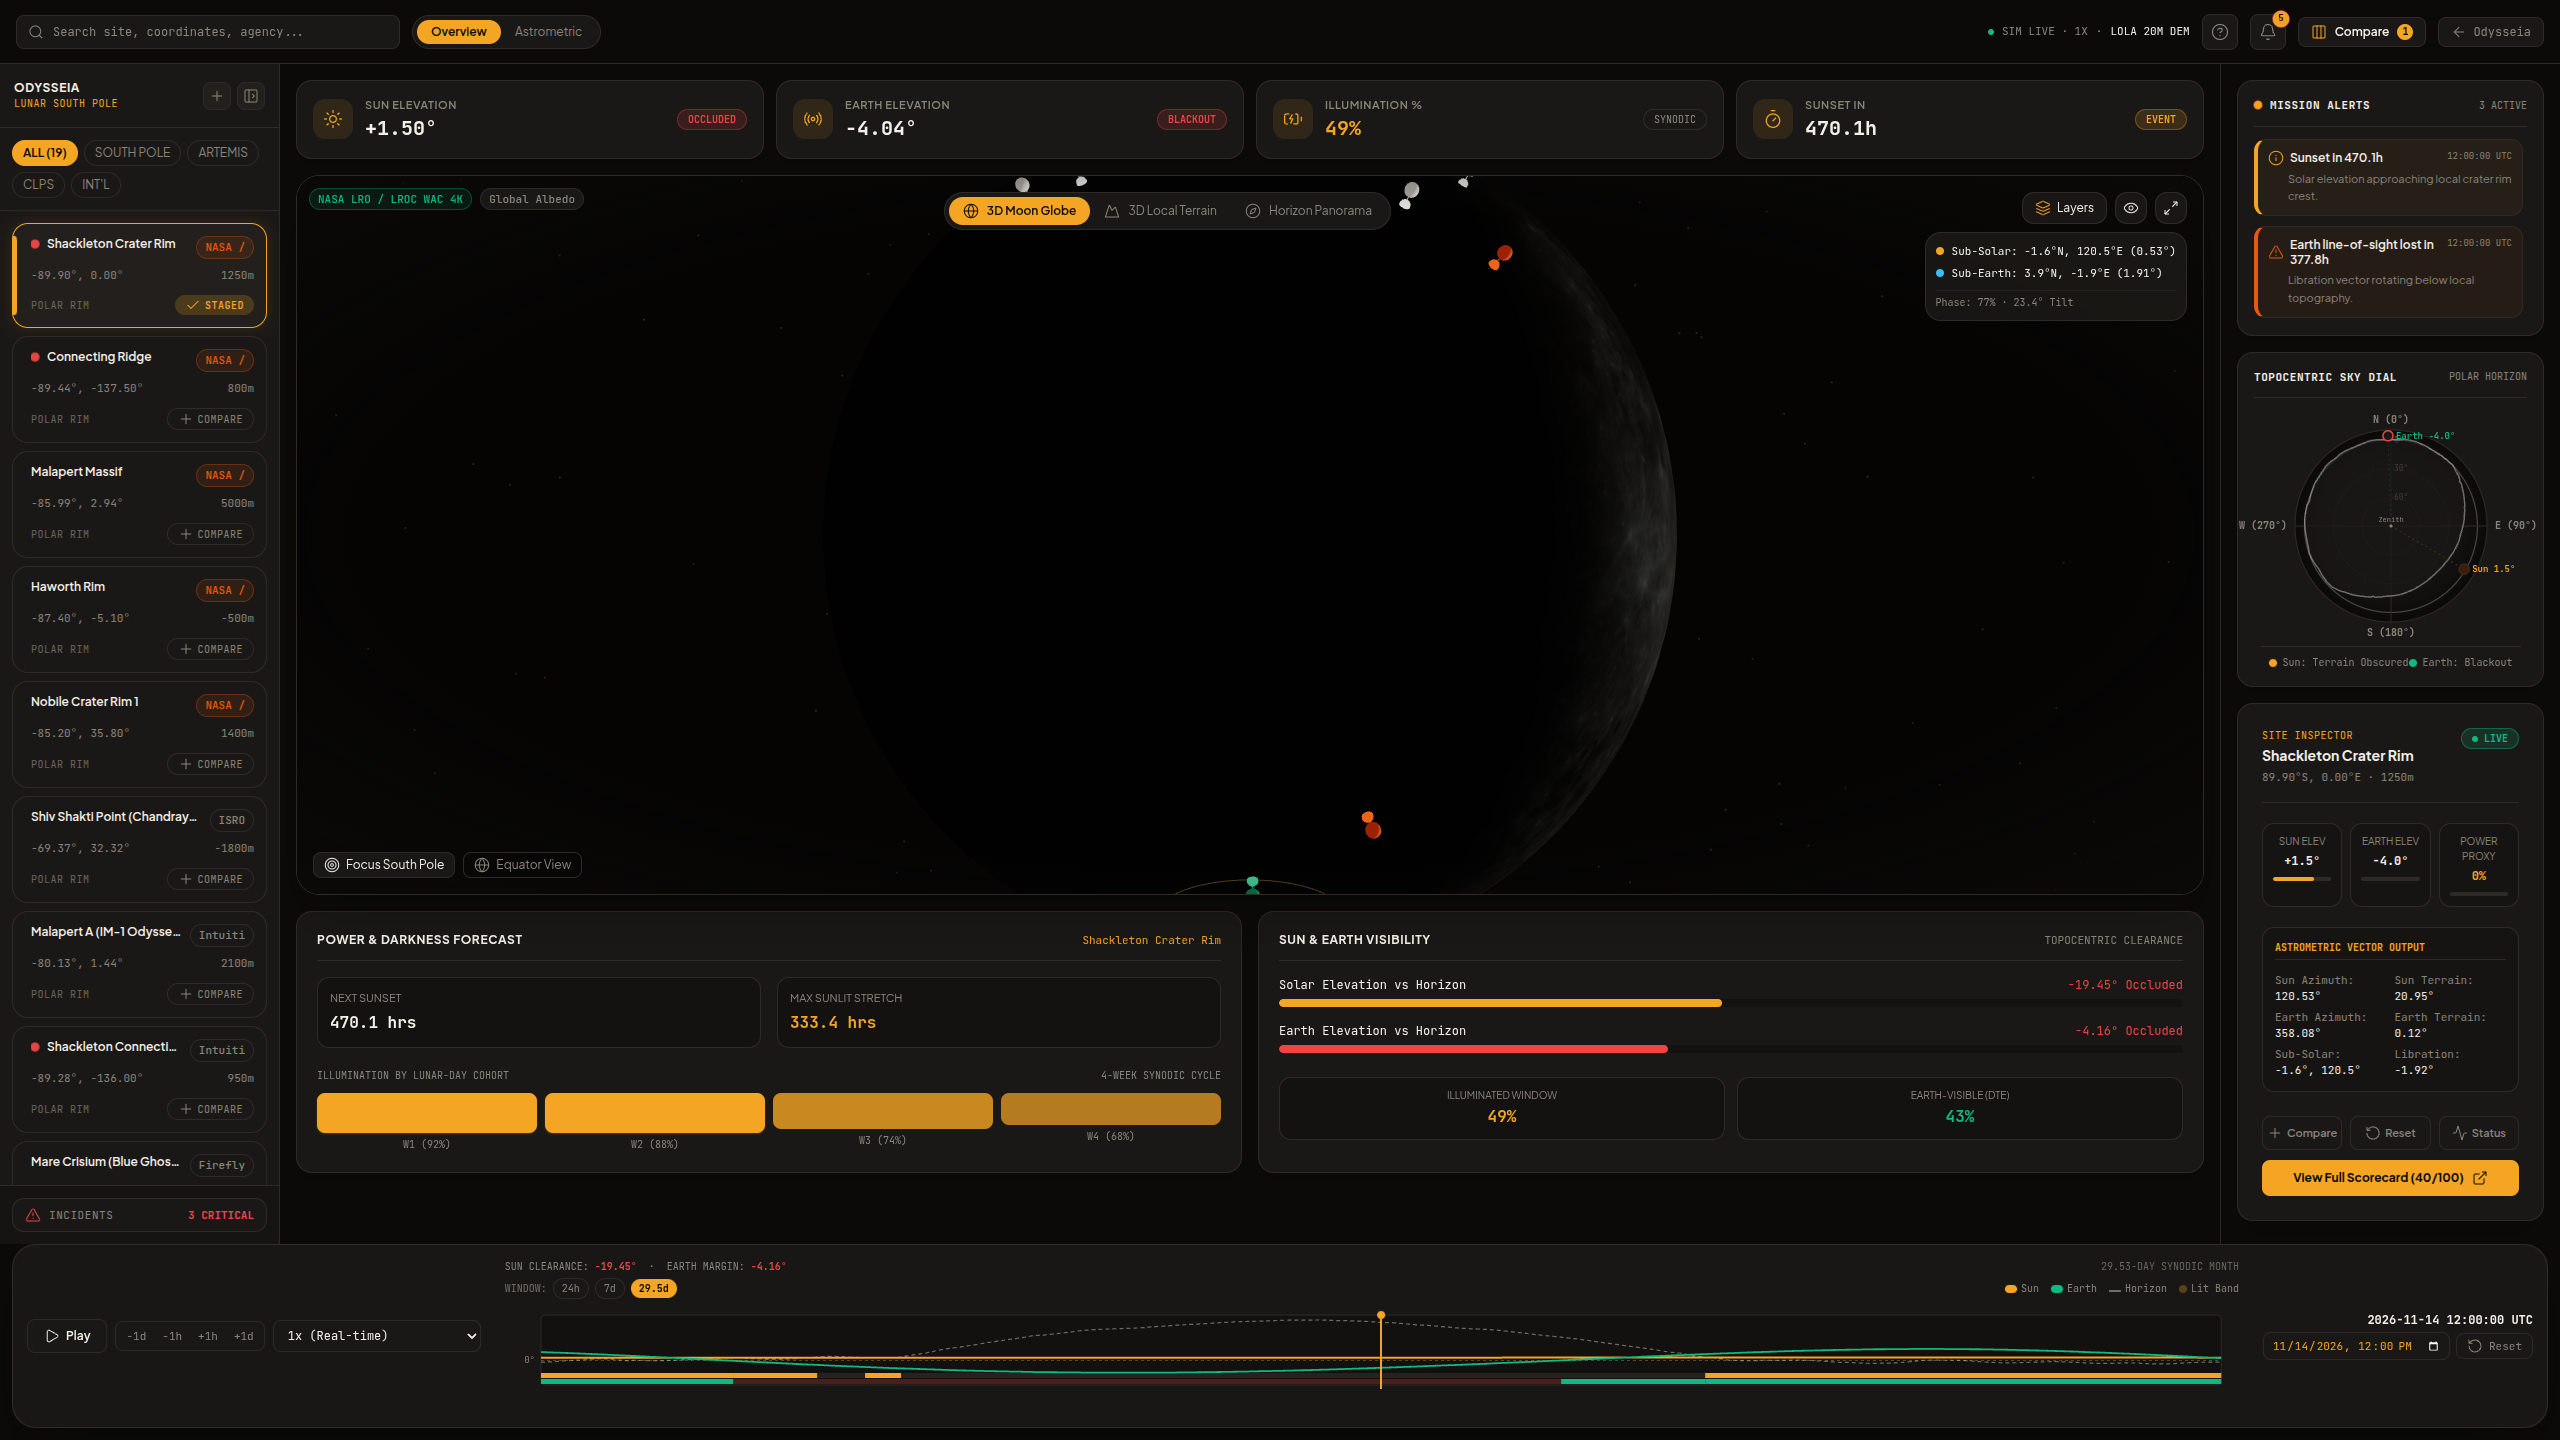 Search site, coordinates, agency...
Overview
Astrometric
SIM LIVE · 1X · LOLA 20M DEM
5
Compare 1
Odysseia
ODYSSEIA
LUNAR SOUTH POLE
ALL (19)
SOUTH POLE
ARTEMIS
CLPS
INT'L
Shackleton Crater Rim
NASA /
-89.90°, 0.00°
1250m
POLAR RIM
STAGED
Connecting Ridge
NASA /
-89.44°, -137.50°
800m
POLAR RIM
COMPARE
Malapert Massif
NASA /
-85.99°, 2.94°
5000m
POLAR RIM
COMPARE
Haworth Rim
NASA /
-87.40°, -5.10°
-500m
POLAR RIM
COMPARE
Nobile Crater Rim 1
NASA /
-85.20°, 35.80°
1400m
POLAR RIM
COMPARE
Shiv Shakti Point (Chandray...
ISRO
-69.37°, 32.32°
-1800m
POLAR RIM
COMPARE
Malapert A (IM-1 Odysse...
Intuiti
-80.13°, 1.44°
2100m
POLAR RIM
COMPARE
Shackleton Connecti...
Intuiti
-89.28°, -136.00°
950m
POLAR RIM
COMPARE
Mare Crisium (Blue Ghos...
Firefly
INCIDENTS
3 CRITICAL
SUN ELEVATION
+1.50°
OCCLUDED
EARTH ELEVATION
-4.04°
BLACKOUT
ILLUMINATION %
49%
SYNODIC
SUNSET IN
470.1h
EVENT
NASA LRO / LROC WAC 4K
Global Albedo
3D Moon Globe
3D Local Terrain
Horizon Panorama
Layers
Sub-Solar: -1.6°N, 120.5°E (0.53°)
Sub-Earth: 3.9°N, -1.9°E (1.91°)
Phase: 77% · 23.4° Tilt
Focus South Pole
Equator View
POWER & DARKNESS FORECAST
Shackleton Crater Rim
NEXT SUNSET
470.1 hrs
MAX SUNLIT STRETCH
333.4 hrs
ILLUMINATION BY LUNAR-DAY COHORT
4-WEEK SYNODIC CYCLE
W1 (92%)
W2 (88%)
W3 (74%)
W4 (68%)
SUN & EARTH VISIBILITY
TOPOCENTRIC CLEARANCE
Solar Elevation vs Horizon
-19.45° Occluded
Earth Elevation vs Horizon
-4.16° Occluded
ILLUMINATED WINDOW
49%
EARTH-VISIBLE (DTE)
43%
MISSION ALERTS
3 ACTIVE
Sunset in 470.1h
12:00:00 UTC
Solar elevation approaching local crater rim
crest.
Earth line-of-sight lost in
377.8h
12:00:00 UTC
Libration vector rotating below local
topography.
TOPOCENTRIC SKY DIAL
POLAR HORIZON
N (0°)
Earth -4.0°
30°
60°
Zenith
W (270°)
E (90°)
Sun 1.5°
S (180°)
Sun: Terrain Obscured
Earth: Blackout
SITE INSPECTOR
LIVE
Shackleton Crater Rim
89.90°S, 0.00°E · 1250m
SUN ELEV
+1.5°
EARTH ELEV
-4.0°
POWER
PROXY
0%
ASTROMETRIC VECTOR OUTPUT
Sun Azimuth:
120.53°
Sun Terrain:
20.95°
Earth Azimuth:
358.08°
Earth Terrain:
0.12°
Sub-Solar:
-1.6°, 120.5°
Libration:
-1.92°
Compare
Reset
Status
View Full Scorecard (40/100)
SUN CLEARANCE: -19.45° · EARTH MARGIN: -4.16°
29.53-DAY SYNODIC MONTH
WINDOW: 24h 7d 29.5d
Sun Earth Horizon Lit Band
Play
-1d -1h +1h +1d
1x (Real-time)
0°
2026-11-14 12:00:00 UTC
11/14/2026, 12:00 PM
Reset